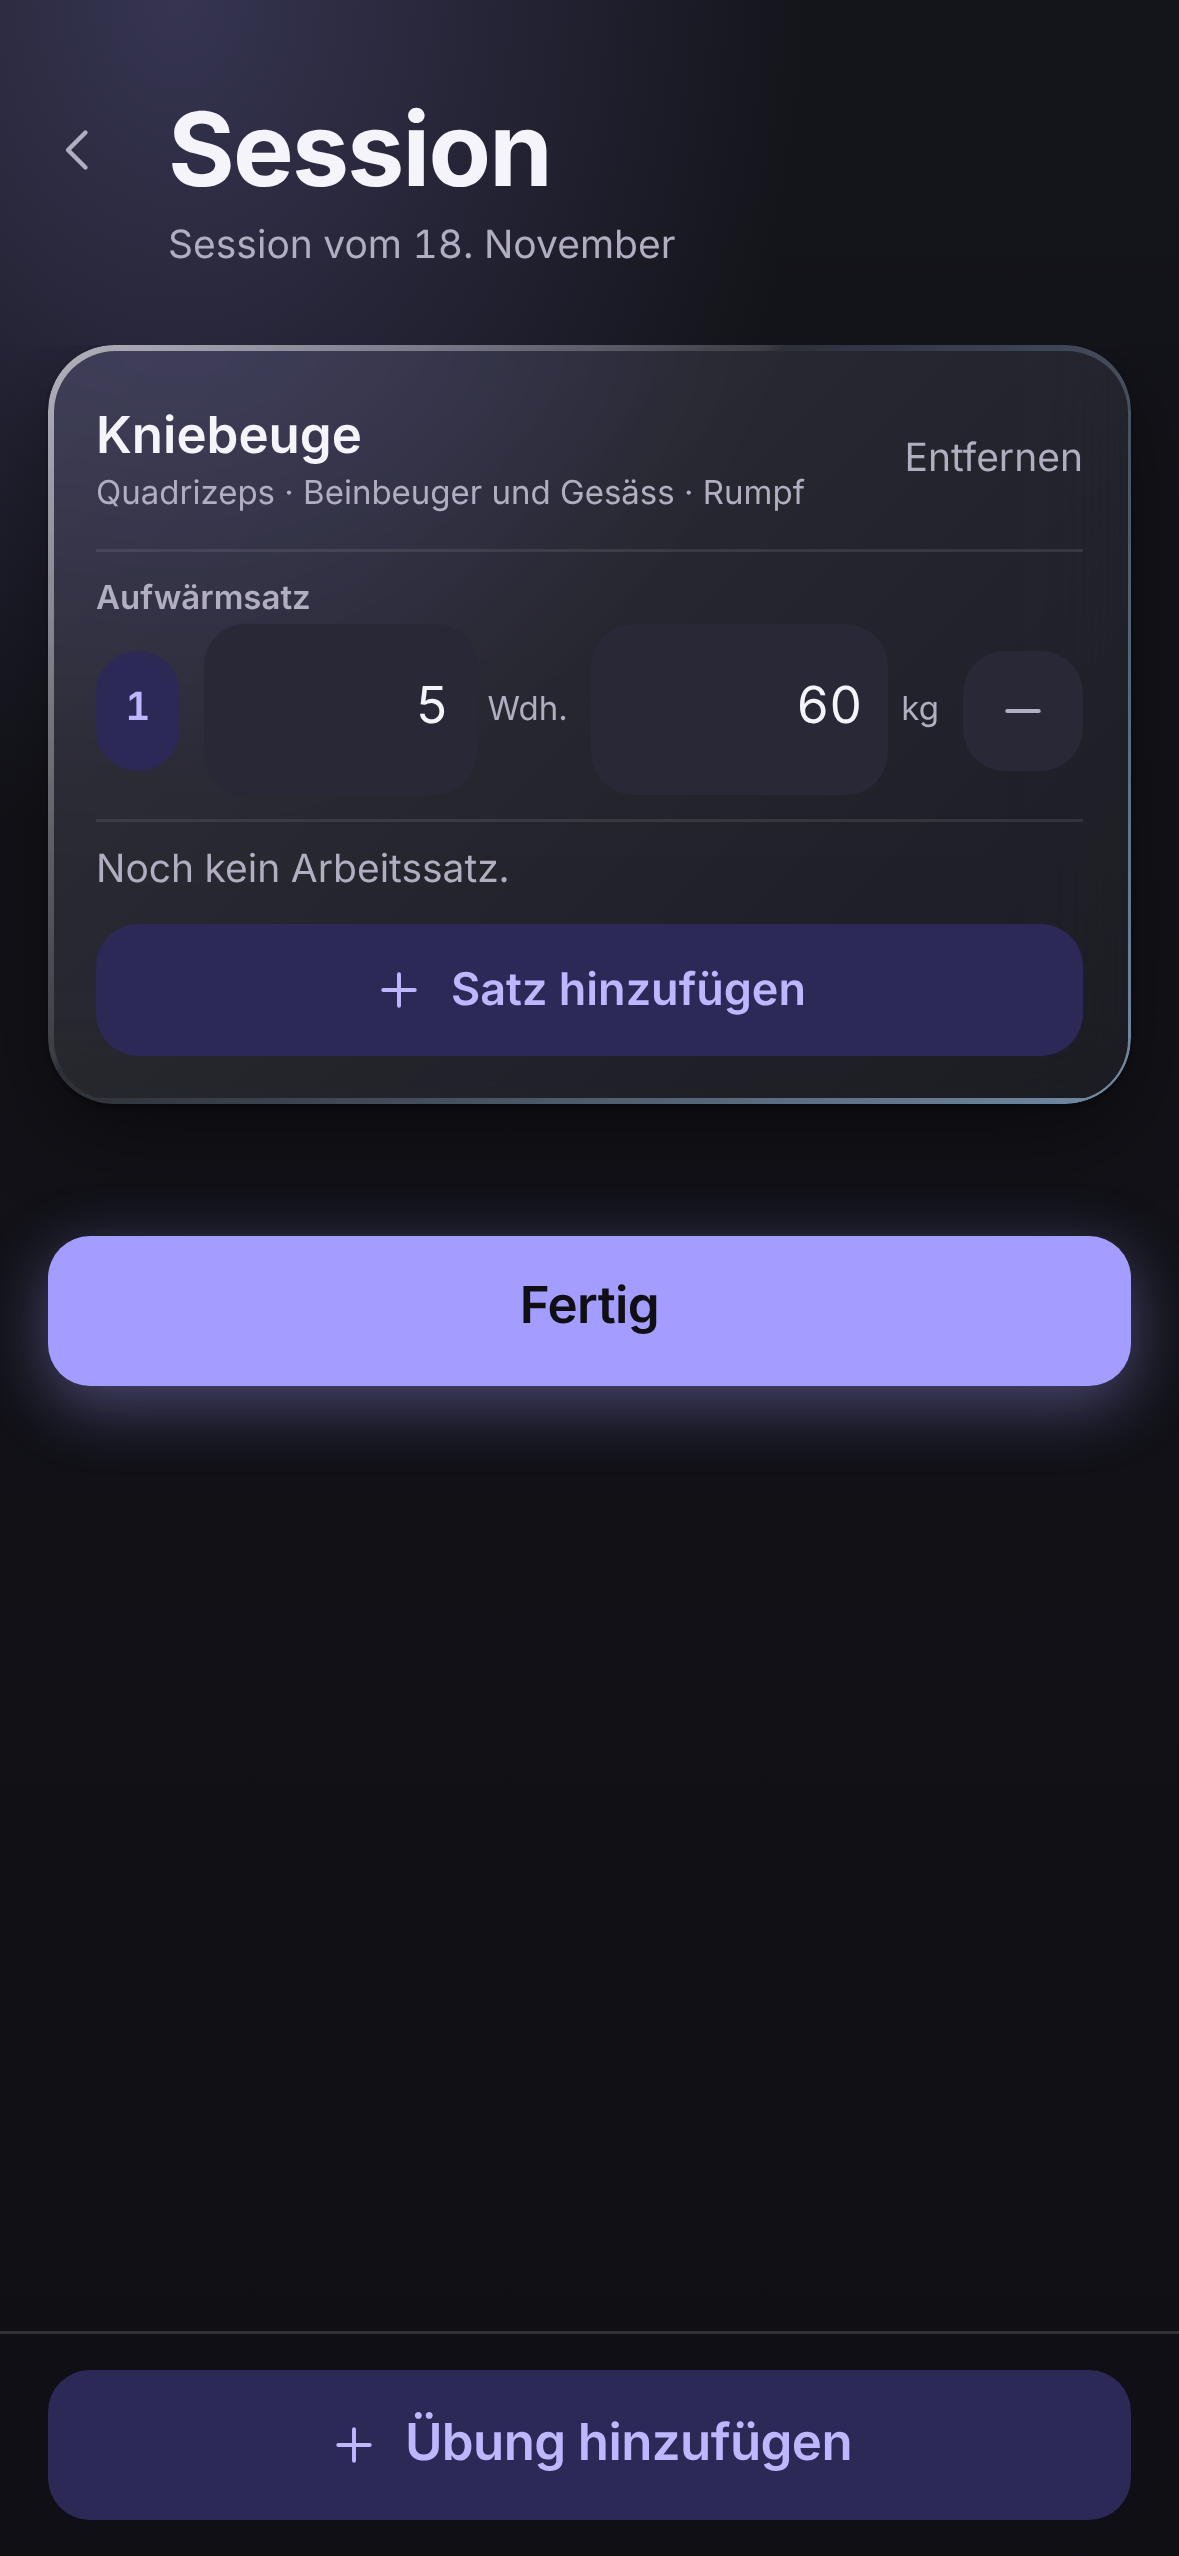 Session
Session vom 18. November
Kniebeuge
Entfernen
Quadrizeps · Beinbeuger und Gesäss · Rumpf
Aufwärmsatz
1 5 Wdh. 60 kg
Noch kein Arbeitssatz.
Satz hinzufügen
Fertig
Übung hinzufügen